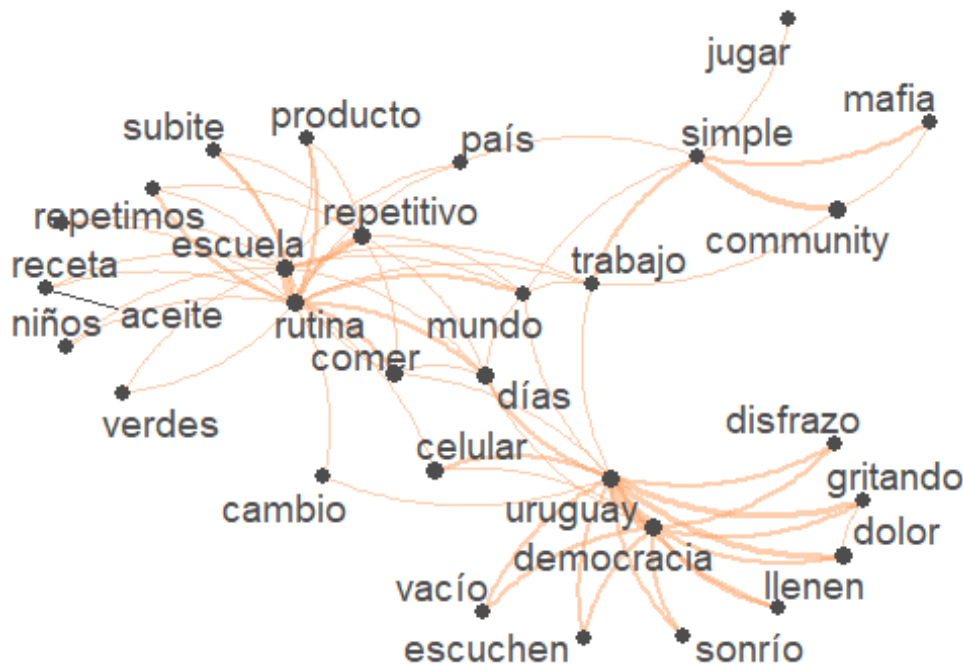 jugar
mafia
producto
subite
simple
país
repetimos
repetitivo
community
escuela
trabajo
receta
aceite
niños
rutina
mundo
comer
días
verdes
disfrazo
celular
gritando
cambio
uruguay
dolor
democracia
vacío
llenen
escuchen
sonrío